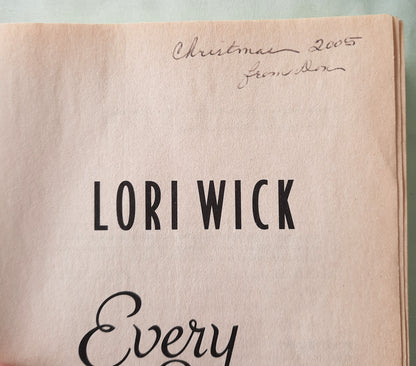 Christmas 2005
from Don
LORI WICK
Every